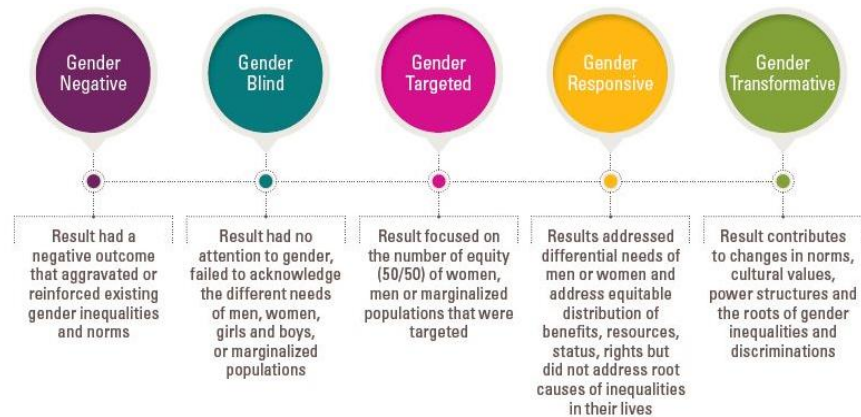 Gender
Negative
Gender
Blind
Gender
Targeted
Gender
Responsive
Gender
Transformative
Result had a
negative outcome
that aggravated or
reinforced existing
gender inequalities
and norms
Result had no
attention to gender,
failed to acknowledge
the different needs
of men, women,
girls and boys,
or marginalized
populations
Result focused on
the number of equity
(50/50) of women,
men or marginalized
populations that were
targeted
Results addressed
differential needs of
men or women and
address equitable
distribution of
benefits, resources,
status, rights but
did not address root
causes of inequalities
in their lives
Result contributes
to changes in norms,
cultural values,
power structures and
the roots of gender
inequalities and
discriminations